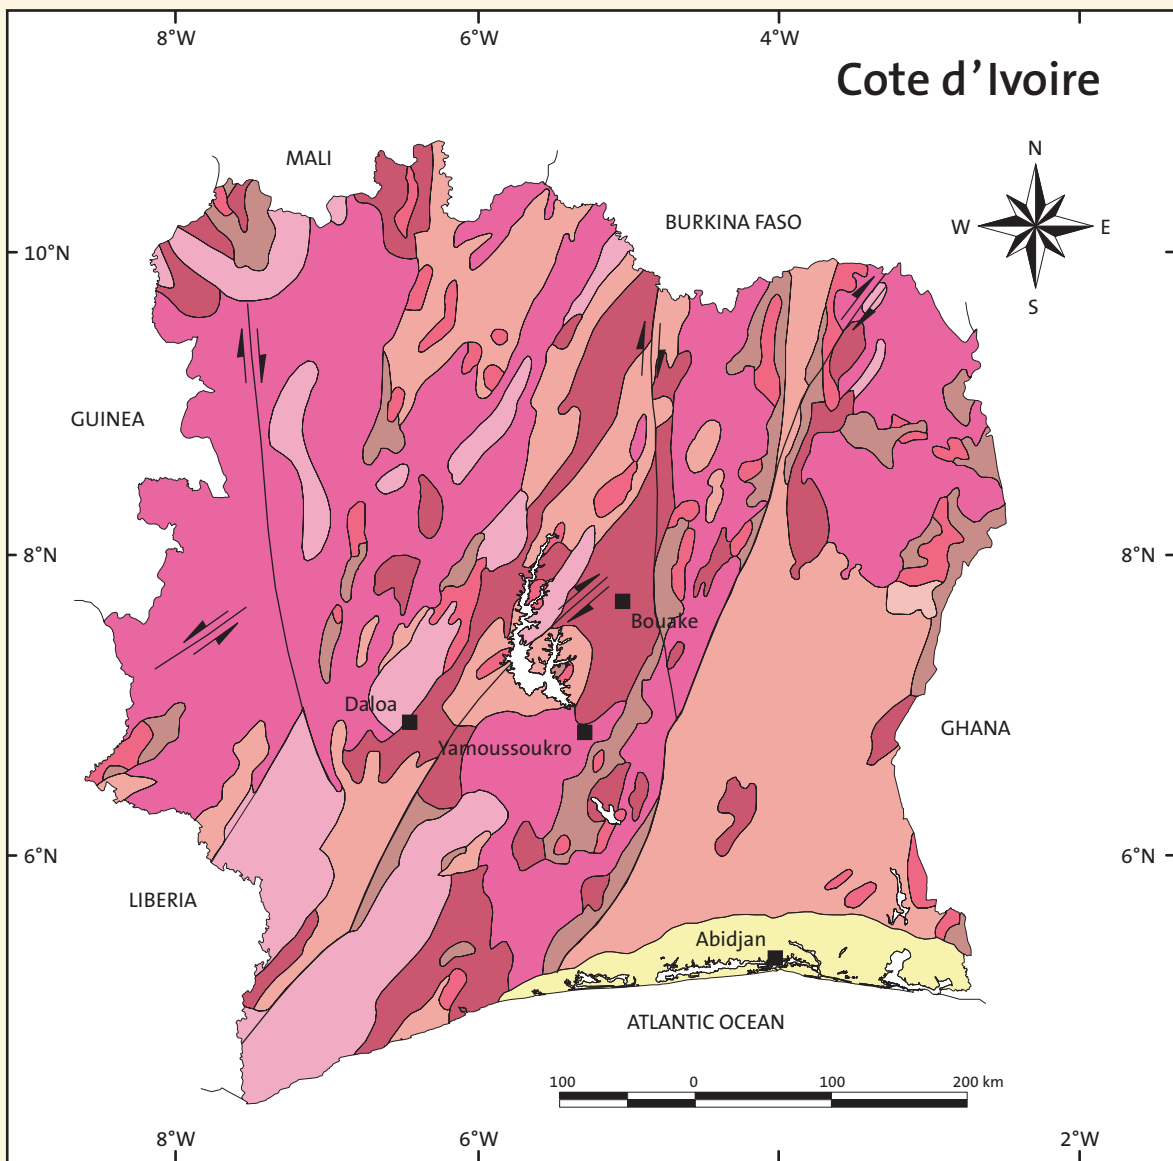 8°W 6°W 4°W 2°W
Cote d'Ivoire
N
MALI
BURKINA FASO
W E
10°N
S
GUINEA
8°N 8°N
Bouake
Daloa
GHANA
Yamoussoukro
6°N 6°N
LIBERIA
Abidjan
ATLANTIC OCEAN
100 0 100 200 km
8°W 6°W 2°W